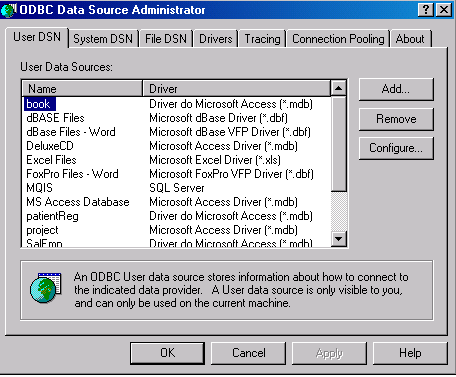 ODBC Data Source Administrator
User DSN System DSN File DSN Drivers Tracing Connection Pooling About
User Data Sources:
Name Driver
book Driver do Microsoft Access (*.mdb)
dBASE Files Microsoft dBase Driver (*.dbf)
dBase Files - Word Microsoft dBase VFP Driver (*.dbf)
DeluxeCD Microsoft Access Driver (*.mdb)
Excel Files Microsoft Excel Driver (*.xls)
FoxPro Files - Word Microsoft FoxPro VFP Driver (*.dbf)
MQIS SQL Server
MS Access Database Microsoft Access Driver (*.mdb)
patientReg Driver do Microsoft Access (*.mdb)
project Driver do Microsoft Access (*.mdb)
SalEmp Driver do Microsoft Access (*.mdb)
Add...
Remove
Configure...
An ODBC User data source stores information about how to connect to
the indicated data provider. A User data source is only visible to you,
and can only be used on the current machine.
OK Cancel Apply Help